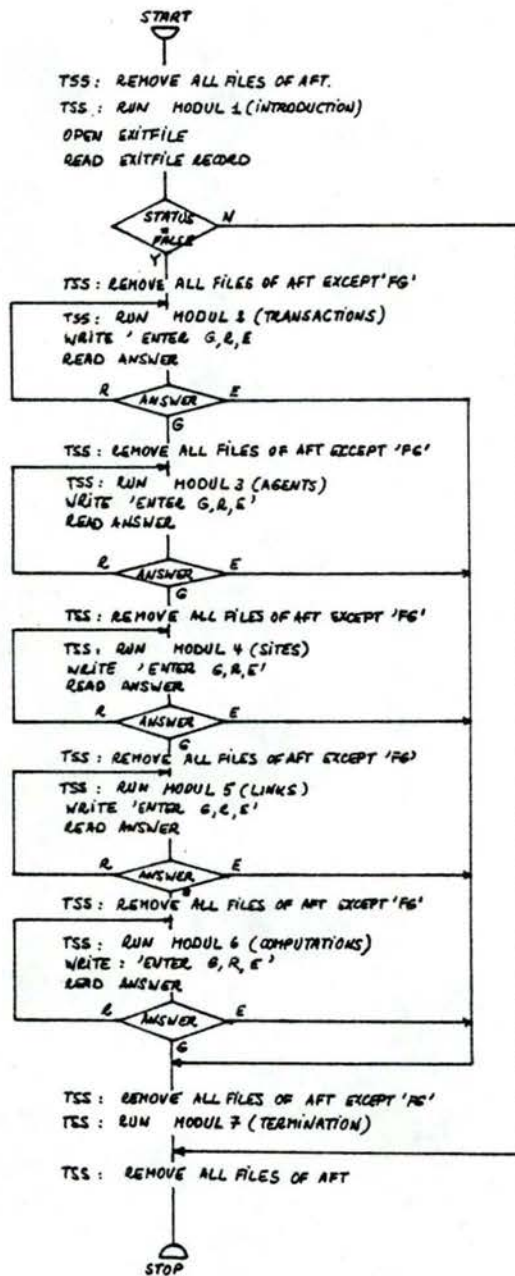 START
TSS: REMOVE ALL FILES OF AFT.
TSS: RUN MODUL 1 (INTRODUCTION)
OPEN EXITFILE
READ EXITFILE RECORD
STATUS
=
FALSE
N
Y
TSS: REMOVE ALL FILES OF AFT EXCEPT 'FG'
TSS: RUN MODUL 2 (TRANSACTIONS)
WRITE ' ENTER G,R,E
READ ANSWER
R
ANSWER
E
G
TSS: REMOVE ALL FILES OF AFT EXCEPT 'FG'
TSS: RUN MODUL 3 (AGENTS)
WRITE 'ENTER G,R,E'
READ ANSWER
R
ANSWER
E
G
TSS: REMOVE ALL FILES OF AFT EXCEPT 'FG'
TSS: RUN MODUL 4 (SITES)
WRITE 'ENTER G,R,E'
READ ANSWER
R
ANSWER
E
G
TSS: REMOVE ALL FILES OF AFT EXCEPT 'FG'
TSS: RUN MODUL 5 (LINKS)
WRITE 'ENTER G,R,E'
READ ANSWER
R
ANSWER
E
TSS: REMOVE ALL FILES OF AFT EXCEPT 'FG'
TSS: RUN MODUL 6 (COMPUTATIONS)
WRITE: 'ENTER G, R, E'
READ ANSWER
R
ANSWER
E
G
TSS: REMOVE ALL FILES OF AFT EXCEPT 'FG'
TSS: RUN MODUL 7 (TERMINATION)
TSS: REMOVE ALL FILES OF AFT
STOP